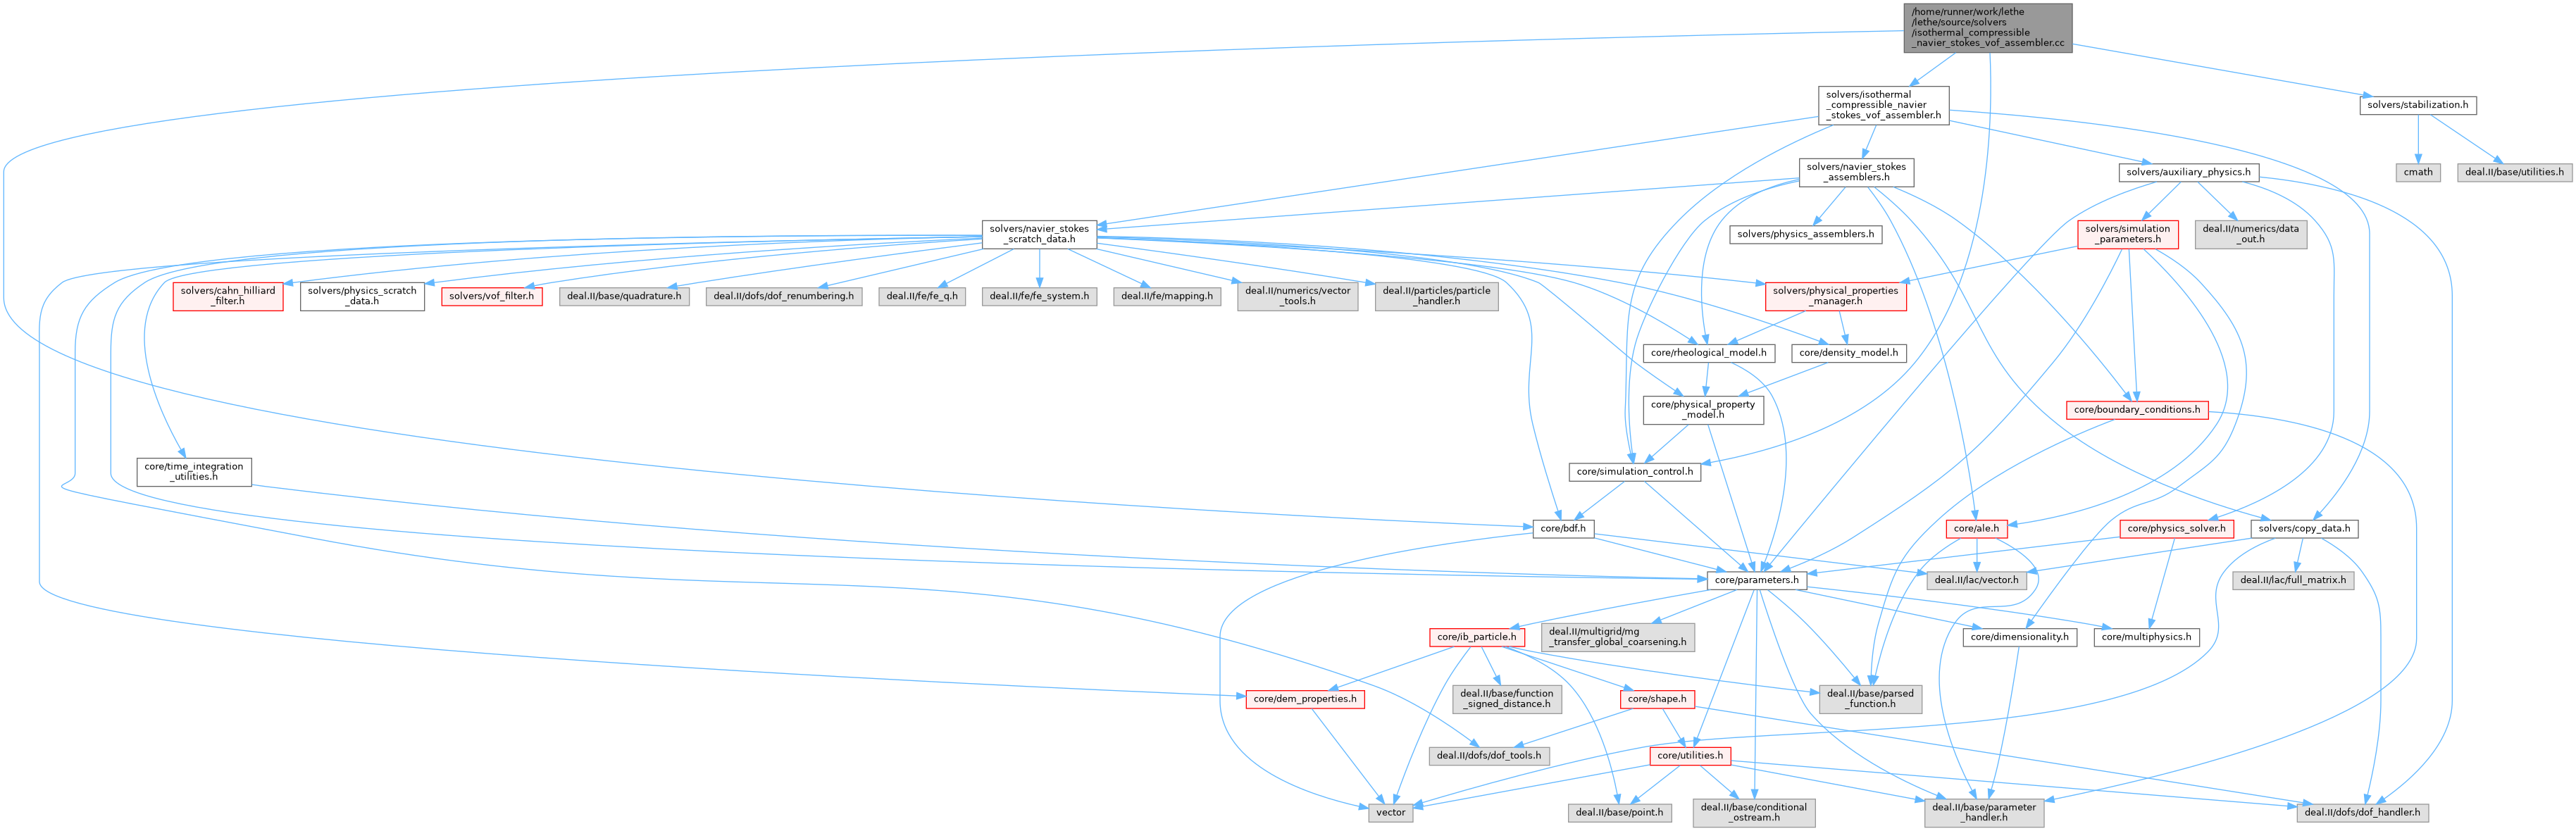 /home/runner/work/lethe
/lethe/source/solvers
/isothermal_compressible
_navier_stokes_vof_assembler.cc
solvers/isothermal
_compressible_navier
_stokes_vof_assembler.h
solvers/stabilization.h
solvers/navier_stokes
_assemblers.h
solvers/auxiliary_physics.h
cmath
deal.II/base/utilities.h
solvers/navier_stokes
_scratch_data.h
solvers/physics_assemblers.h
solvers/simulation
_parameters.h
deal.II/numerics/data
_out.h
solvers/cahn_hilliard
_filter.h
solvers/physics_scratch
_data.h
solvers/vof_filter.h
deal.II/base/quadrature.h
deal.II/dofs/dof_renumbering.h
deal.II/fe/fe_q.h
deal.II/fe/fe_system.h
deal.II/fe/mapping.h
deal.II/numerics/vector
_tools.h
deal.II/particles/particle
_handler.h
solvers/physical_properties
_manager.h
core/rheological_model.h
core/density_model.h
core/physical_property
_model.h
core/boundary_conditions.h
core/time_integration
_utilities.h
core/simulation_control.h
core/bdf.h
core/ale.h
core/physics_solver.h
solvers/copy_data.h
core/parameters.h
deal.II/lac/vector.h
deal.II/lac/full_matrix.h
core/ib_particle.h
deal.II/multigrid/mg
_transfer_global_coarsening.h
core/dimensionality.h
core/multiphysics.h
core/dem_properties.h
deal.II/base/function
_signed_distance.h
core/shape.h
deal.II/base/parsed
_function.h
deal.II/dofs/dof_tools.h
core/utilities.h
vector
deal.II/base/point.h
deal.II/base/conditional
_ostream.h
deal.II/base/parameter
_handler.h
deal.II/dofs/dof_handler.h